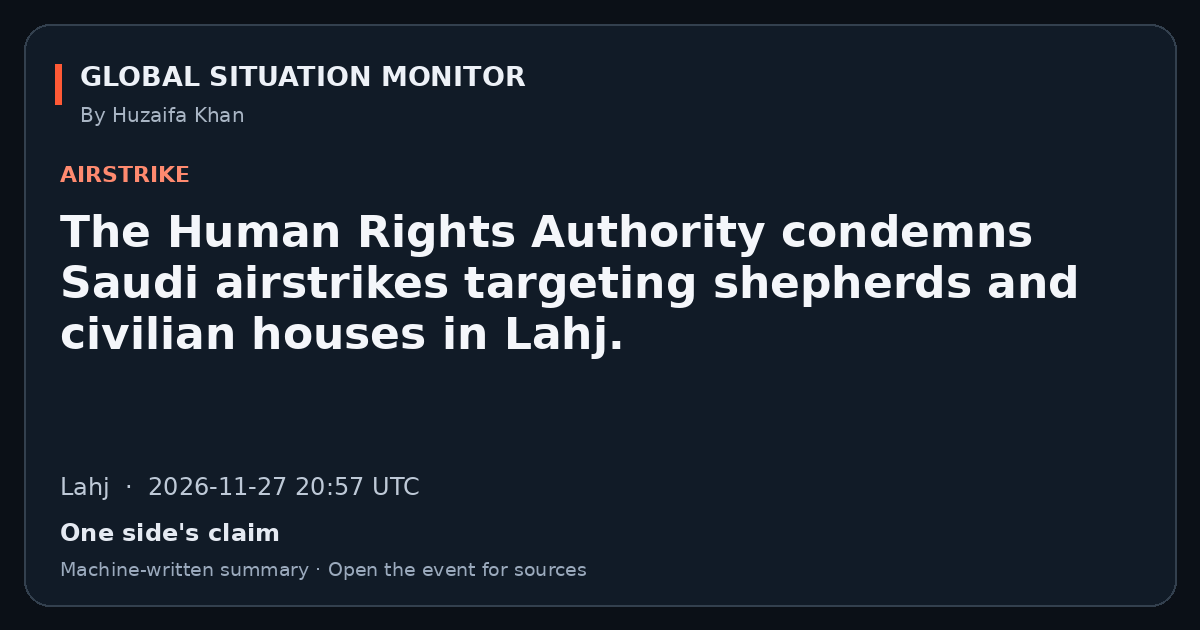 GLOBAL SITUATION MONITOR
By Huzaifa Khan
AIRSTRIKE
The Human Rights Authority condemns
Saudi airstrikes targeting shepherds and
civilian houses in Lahj.
Lahj · 2026-11-27 20:57 UTC
One side's claim
Machine-written summary · Open the event for sources